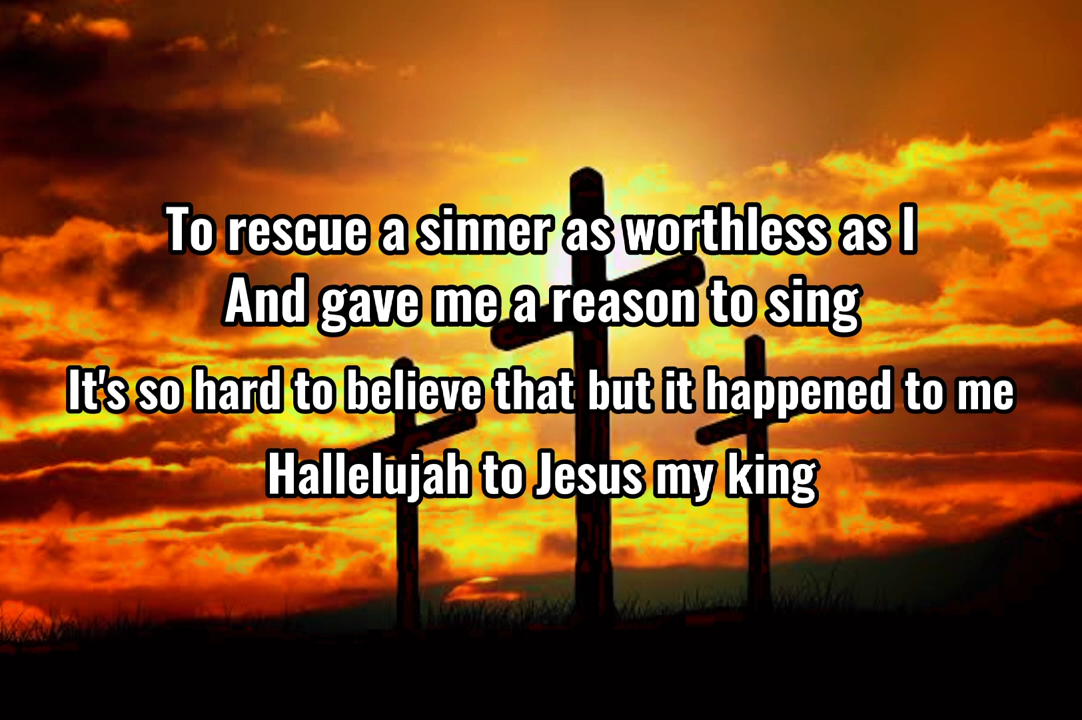 To rescue a sinner as worthless as I
And gave me a reason to sing
It's so hard to believe that but it happened to me
Hallelujah to Jesus my king